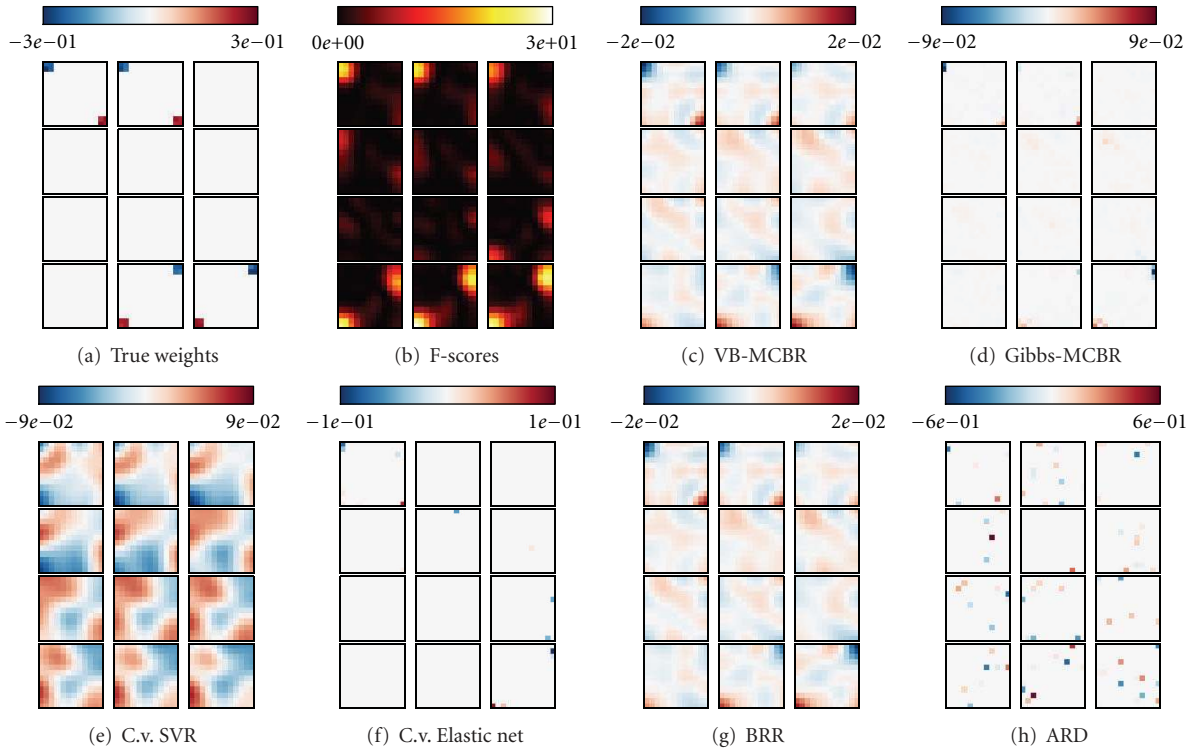 −3e−01 3e−01
0e+00 3e+01
−2e−02 2e−02
−9e−02 9e−02
(a) True weights
(b) F-scores
(c) VB-MCBR
(d) Gibbs-MCBR
−9e−02 9e−02
−1e−01 1e−01
−2e−02 2e−02
−6e−01 6e−01
(e) C.v. SVR
(f) C.v. Elastic net
(g) BRR
(h) ARD